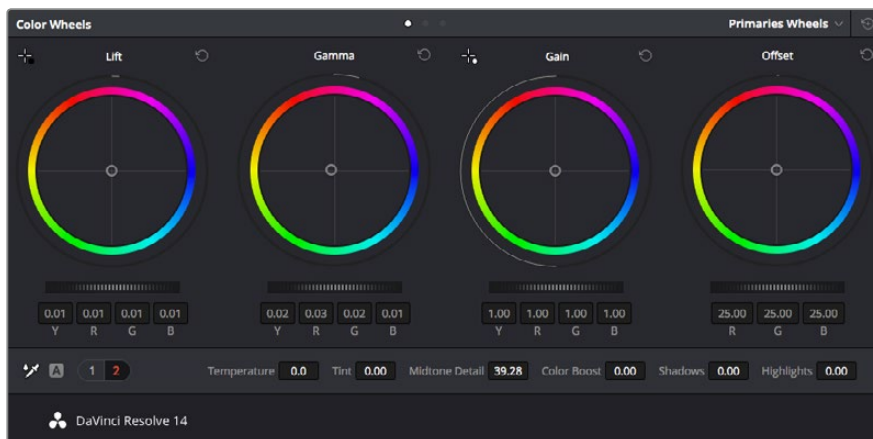 Color Wheels Primaries Wheels
Lift Gamma Gain Offset
0.01 0.01 0.01 0.01 0.02 0.03 0.02 0.01 1.00 1.00 1.00 1.00 25.00 25.00 25.00
Y R G B Y R G B Y R G B R G B
A 1 2 Temperature 0.0 Tint 0.00 Midtone Detail 39.28 Color Boost 0.00 Shadows 0.00 Highlights 0.00
DaVinci Resolve 14